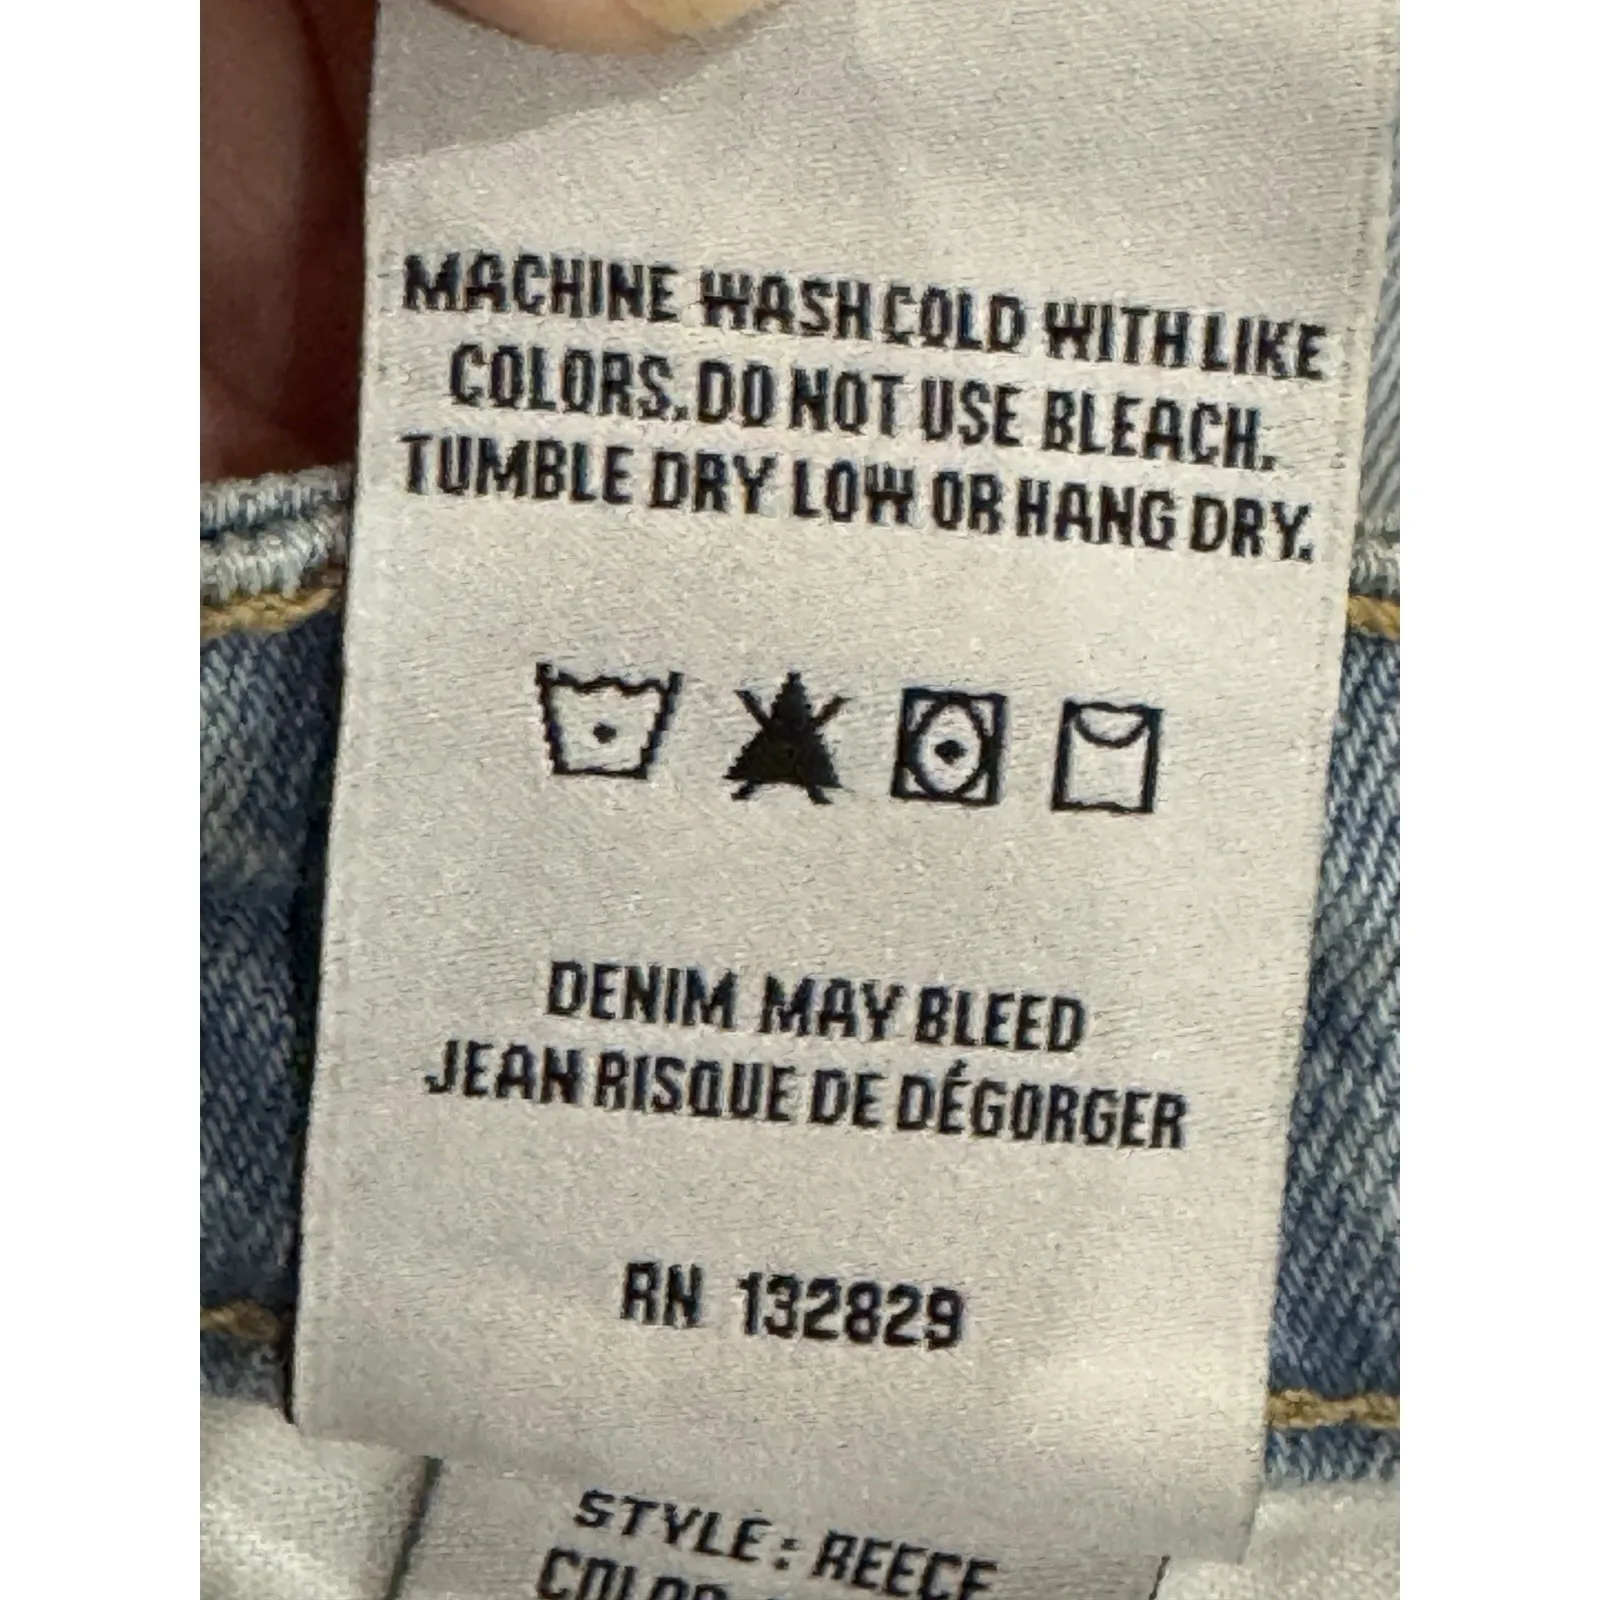 MACHINE WASH COLD WITH LIKE
COLORS. DO NOT USE BLEACH.
TUMBLE DRY LOW OR HANG DRY.
DENIM MAY BLEED
JEAN RISQUE DE DÉGORGER
RN 132829
STYLE : REECE
COLOR